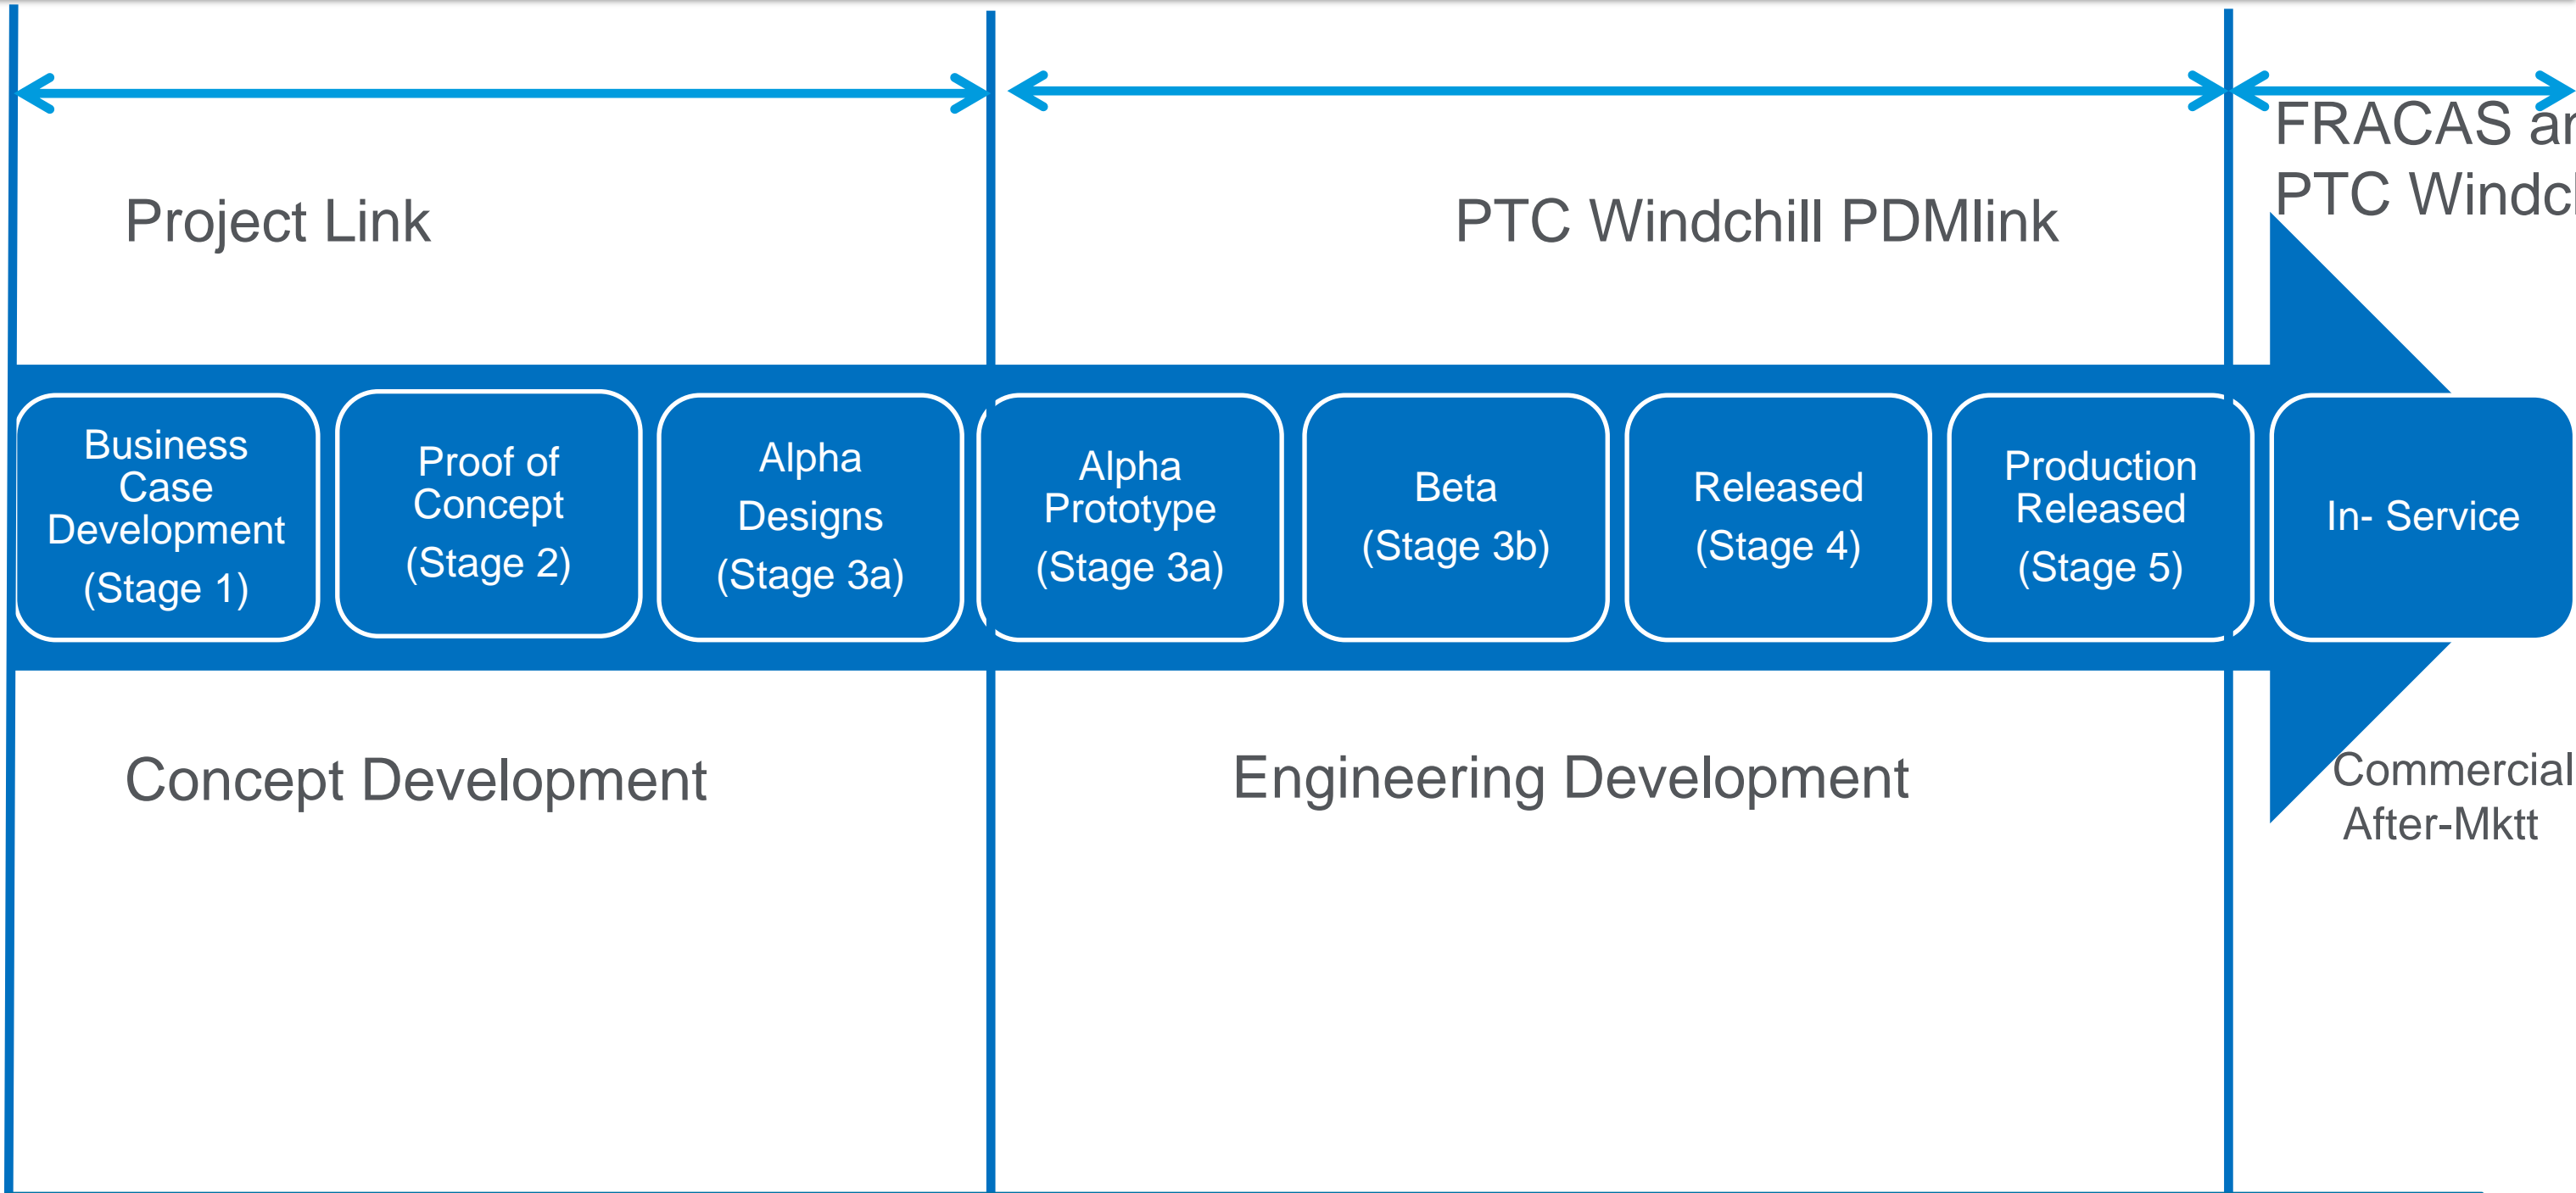 FRACAS
PTC
Project Link
PTC Windchill PDMlink
Business
Case
Development
(Stage 1)
Proof of
Concept
(Stage 2)
Alpha
Designs
(Stage 3a)
Alpha
Prototype
(Stage 3a)
Beta
(Stage 3b)
Released
(Stage 4)
Production
Released
(Stage 5)
In- Service
Concept Development
Engineering Development
Commercial
After-Mktt